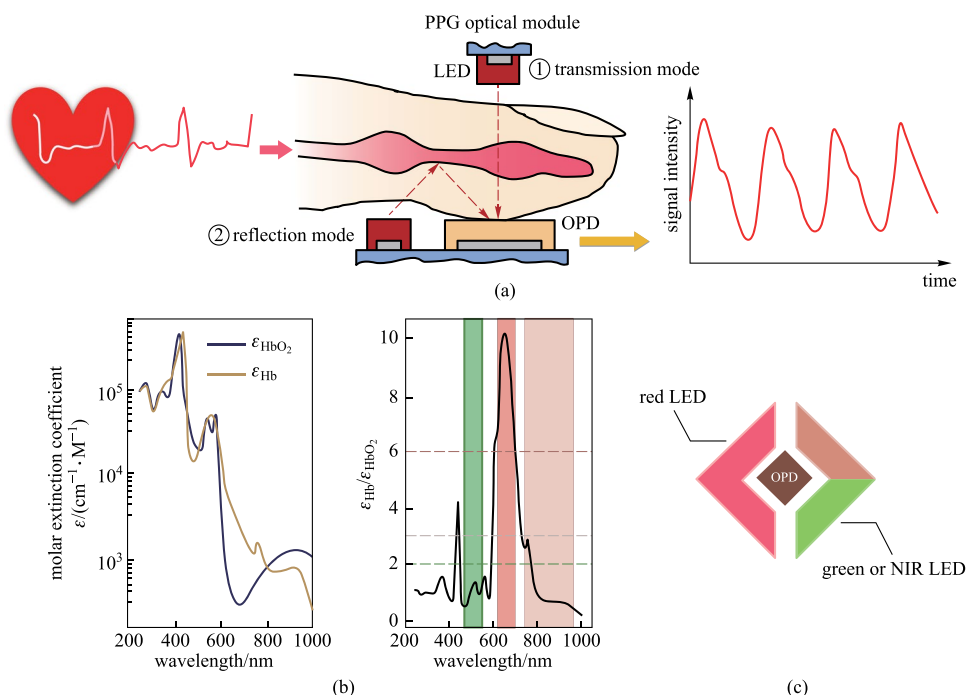 PPG optical module
LED
① transmission mode
② reflection mode
OPD
signal intensity
time
(a)
molar extinction coefficient
ε/(cm⁻¹·M⁻¹)
10⁵
10⁴
10³
200
400
600
800
1000
wavelength/nm
ε_HbO₂
ε_Hb
ε_Hb/ε_HbO₂
10
8
6
4
2
0
200
400
600
800
1000
wavelength/nm
(b)
red LED
OPD
green or NIR LED
(c)